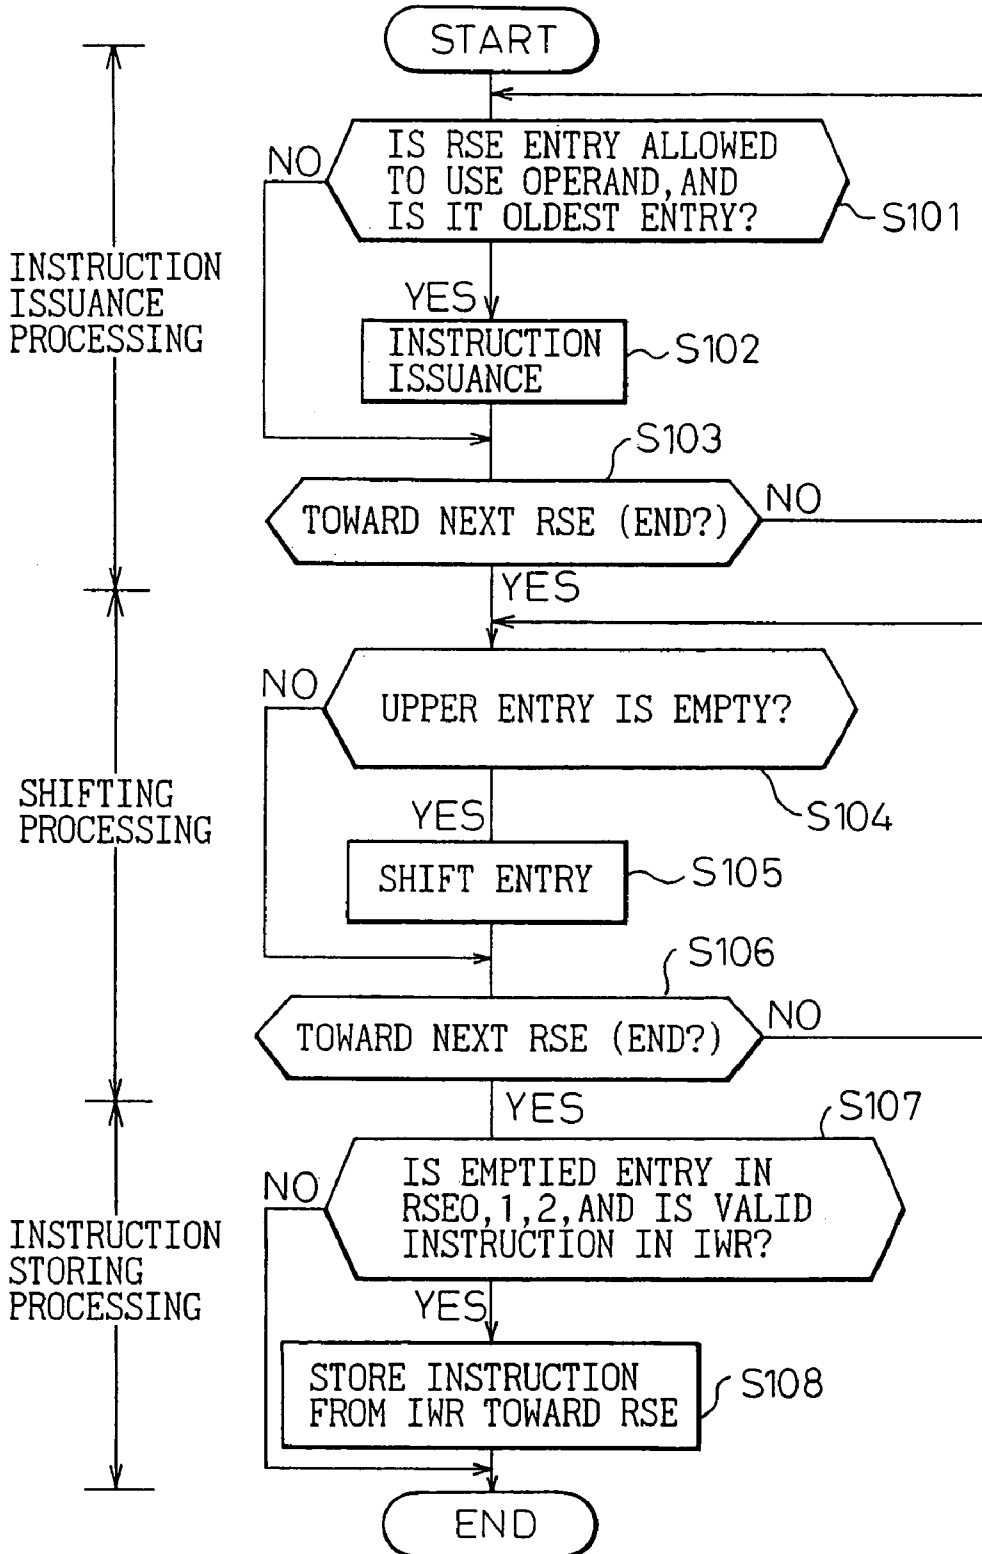 START
NO
IS RSE ENTRY ALLOWED
TO USE OPERAND, AND
IS IT OLDEST ENTRY?
S101
INSTRUCTION
ISSUANCE
PROCESSING
YES
INSTRUCTION
ISSUANCE
S102
S103
TOWARD NEXT RSE (END?)
NO
YES
NO
UPPER ENTRY IS EMPTY?
S104
SHIFTING
PROCESSING
YES
SHIFT ENTRY
S105
S106
TOWARD NEXT RSE (END?)
NO
YES
S107
NO
IS EMPTIED ENTRY IN
RSE0,1,2, AND IS VALID
INSTRUCTION IN IWR?
INSTRUCTION
STORING
PROCESSING
YES
STORE INSTRUCTION
FROM IWR TOWARD RSE
S108
END